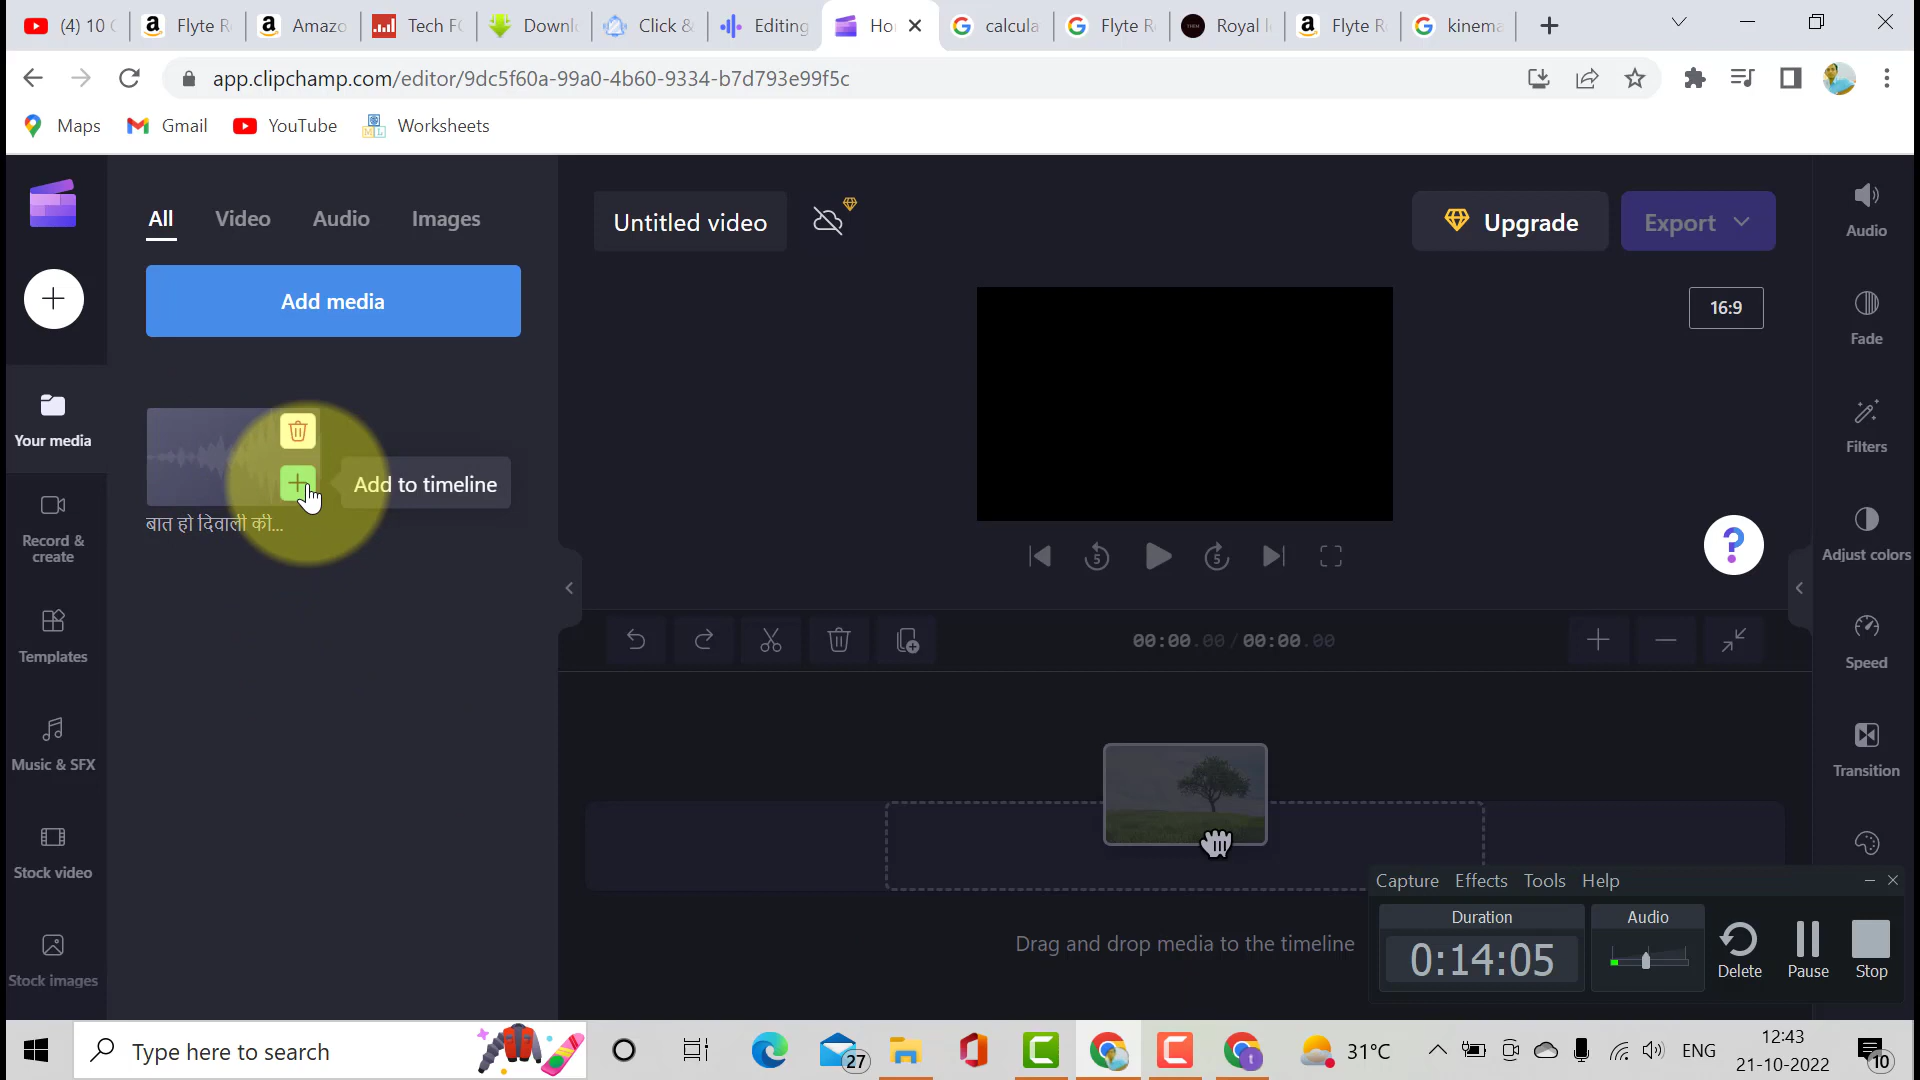 (4) 10
Flyte R
Amazo
Tech F
Downl
Click &
Editing
Ho
calcula
Flyte R
Royal I
Flyte R
kinema
app.clipchamp.com/editor/9dc5f60a-99a0-4b60-9334-b7d793e99f5c
Maps
Gmail
YouTube
Worksheets
All
Video
Audio
Images
Untitled video
Upgrade
Export
Audio
Add media
16:9
Fade
Your media
Filters
Add to timeline
बात हो दिवाली की...
Record &
create
5
5
?
Adjust colors
Templates
00:00.00/00:00.00
Speed
Music & SFX
Transition
Stock video
Capture Effects Tools Help
Duration
Audio
Drag and drop media to the timeline
0:14:05
Delete
Pause
Stop
Stock images
Type here to search
27
31°C
ENG
12:43
21-10-2022
10